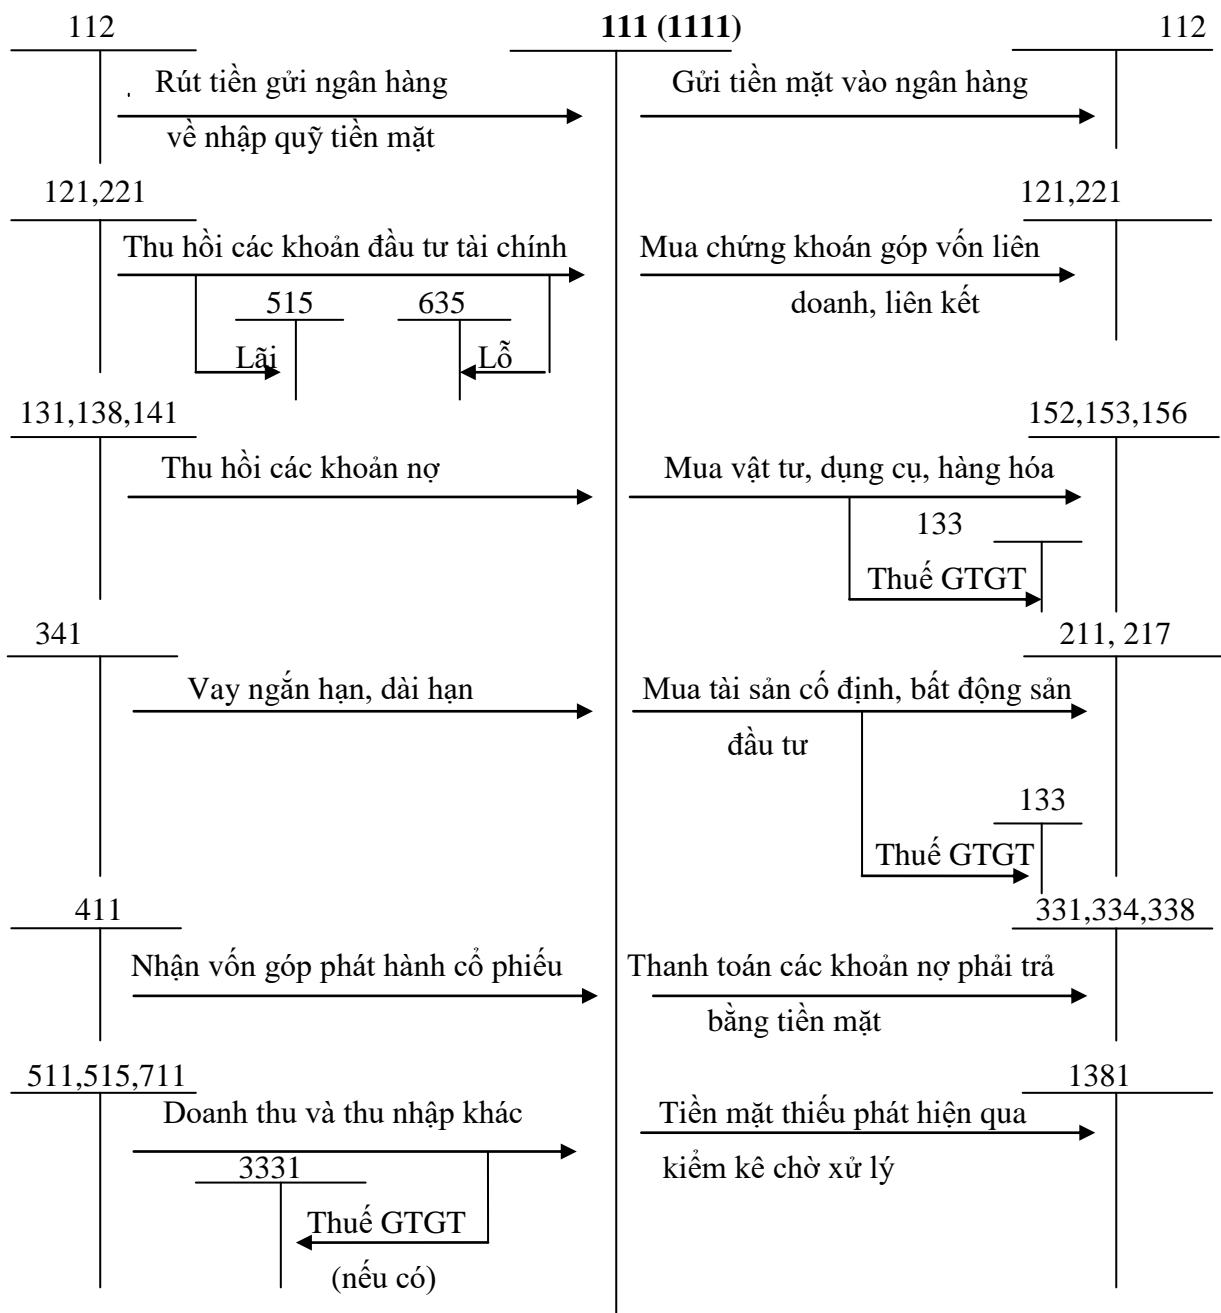 112
111 (1111)
112
Rút tiền gửi ngân hàng
về nhập quỹ tiền mặt
Gửi tiền mặt vào ngân hàng
121,221
121,221
Thu hồi các khoản đầu tư tài chính
Mua chứng khoán góp vốn liên
doanh, liên kết
515
635
Lãi
Lỗ
131,138,141
152,153,156
Thu hồi các khoản nợ
Mua vật tư, dụng cụ, hàng hóa
133
Thuế GTGT
341
211, 217
Vay ngắn hạn, dài hạn
Mua tài sản cố định, bất động sản
đầu tư
133
Thuế GTGT
411
331,334,338
Nhận vốn góp phát hành cổ phiếu
Thanh toán các khoản nợ phải trả
bằng tiền mặt
511,515,711
1381
Doanh thu và thu nhập khác
Tiền mặt thiếu phát hiện qua
kiểm kê chờ xử lý
3331
Thuế GTGT
(nếu có)